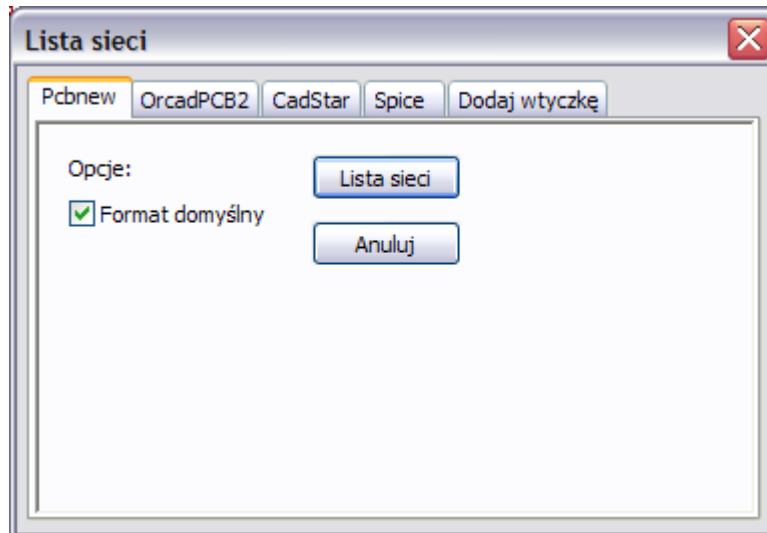 Lista sieci
Pcbnew OrcadPCB2 CadStar Spice Dodaj wtyczkę
Opcje: Lista sieci
Format domyślny
Anuluj